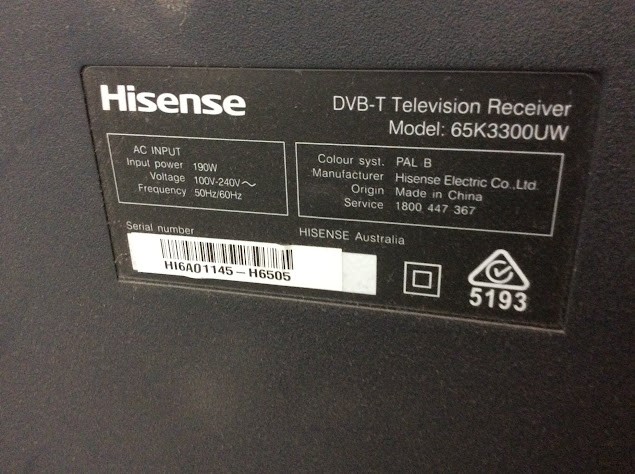 Hisense
DVB-T Television Receiver
Model: 65K3300UW
AC INPUT
Input power 190W
Voltage 100V-240V~
Frequency 50Hz/60Hz
Colour syst. PAL B
Manufacturer Hisense Electric Co.,Ltd.
Origin Made in China
Service 1800 447 367
Serial number
HISENSE Australia
HI6A01145-H6505
5193